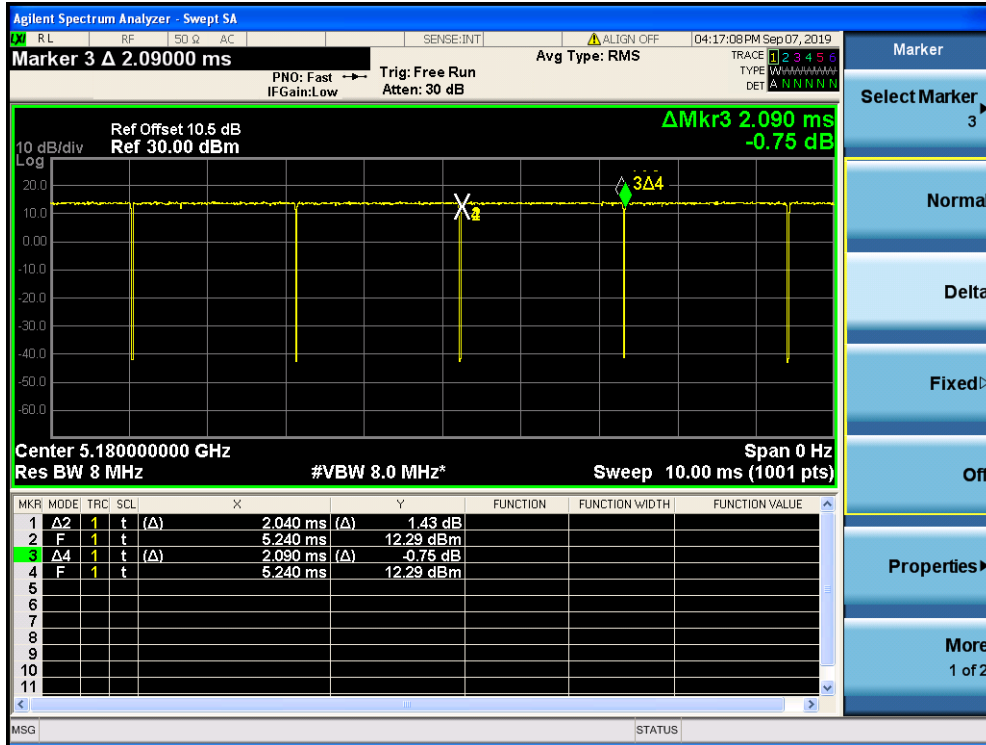 Agilent Spectrum Analyzer - Swept SA
LXI RL RF 50 Ω AC SENSE:INT ALIGN OFF 04:17:08 PM Sep 07, 2019
Marker 3 Δ 2.09000 ms
PNO: Fast
IFGain:Low
Trig: Free Run
Atten: 30 dB
Avg Type: RMS
TRACE 1 2 3 4 5 6
TYPE WWWWWW
DET A N N N N N
ΔMkr3 2.090 ms
-0.75 dB
Ref Offset 10.5 dB
Ref 30.00 dBm
10 dB/div
Log
20.0
10.0
0.00
-10.0
-20.0
-30.0
-40.0
-50.0
-60.0
3Δ4
Center 5.180000000 GHz
Span 0 Hz
Res BW 8 MHz
#VBW 8.0 MHz*
Sweep 10.00 ms (1001 pts)
MKR MODE TRC SCL X Y FUNCTION FUNCTION WIDTH FUNCTION VALUE
1 Δ2 1 t (Δ) 2.040 ms (Δ) 1.43 dB
2 F 1 t 5.240 ms 12.29 dBm
3 Δ4 1 t (Δ) 2.090 ms (Δ) -0.75 dB
4 F 1 t 5.240 ms 12.29 dBm
5
6
7
8
9
10
11
MSG STATUS
Marker
Select Marker
3
Normal
Delta
Fixed
Off
Properties
More
1 of 2